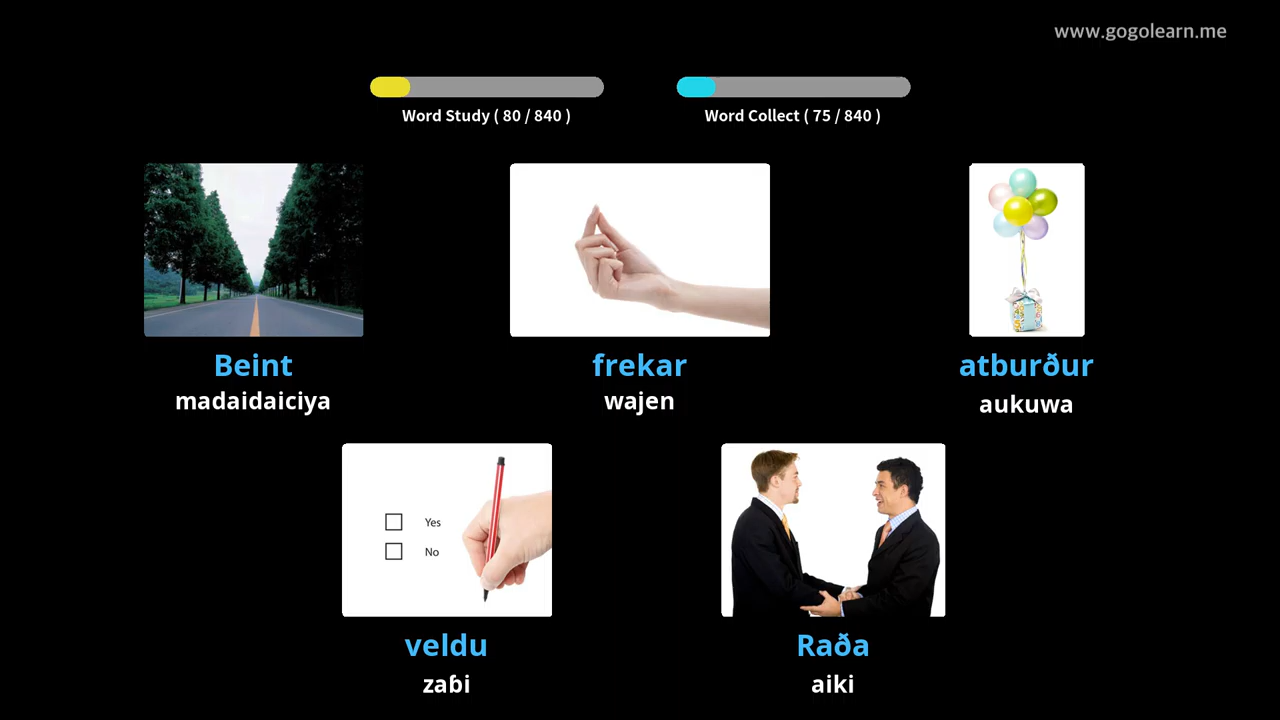 www.gogolearn.me
Word Study ( 80 / 840 )
Word Collect ( 75 / 840 )
Beint
madaidaiciya
frekar
wajen
atburður
aukuwa
Yes
No
veldu
zaɓi
Raða
aiki